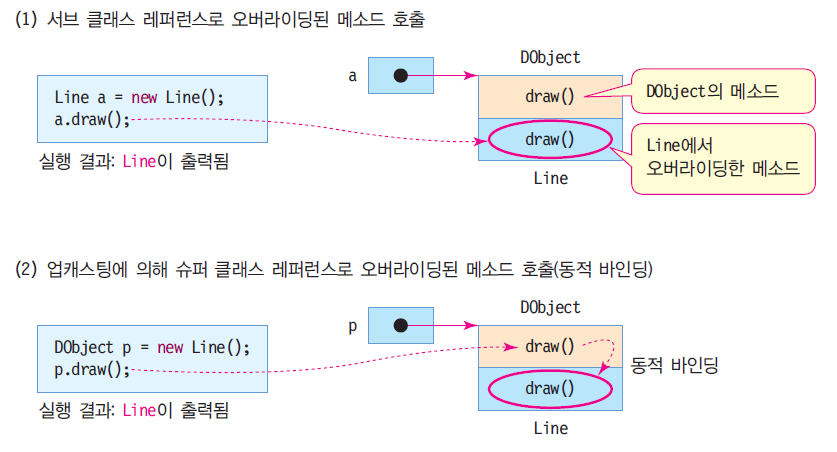 (1) 서브 클래스 레퍼런스로 오버라이딩된 메소드 호출
DObject
a
Line a = new Line();
a.draw();
draw()
DObject의 메소드
draw()
Line에서
오버라이딩한 메소드
실행 결과: Line이 출력됨
Line
(2) 업캐스팅에 의해 슈퍼 클래스 레퍼런스로 오버라이딩된 메소드 호출(동적 바인딩)
DObject
p
DObject p = new Line();
p.draw();
draw()
동적 바인딩
draw()
실행 결과: Line이 출력됨
Line